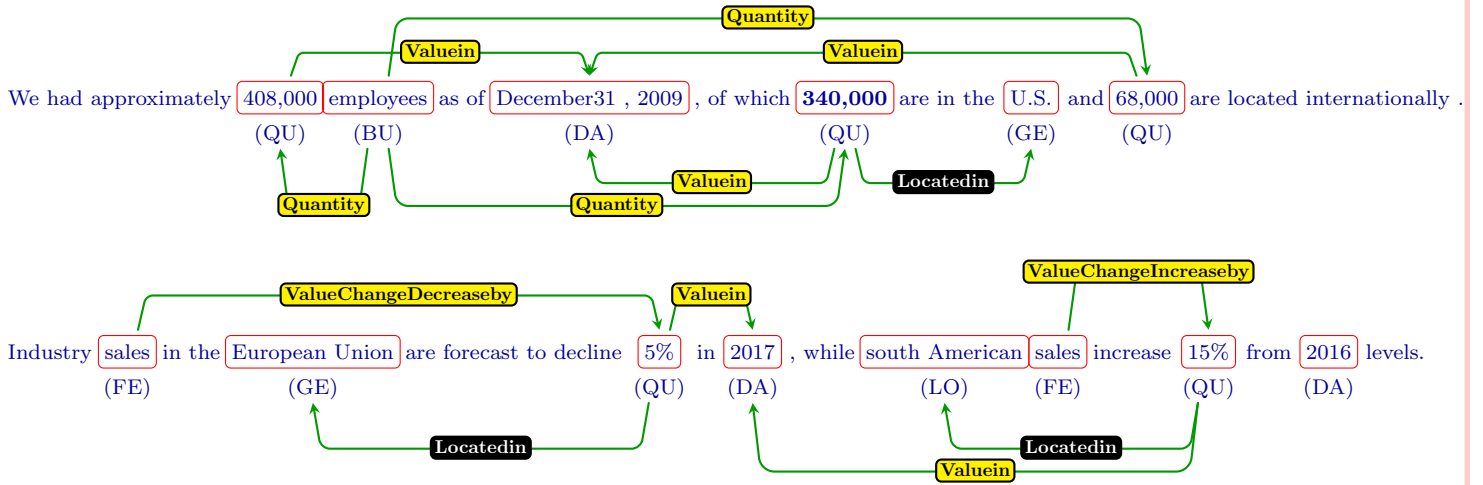 Quantity
Valuein Valuein
We had approximately 408,000 employees as of December31 , 2009 , of which 340,000 are in the U.S. and 68,000 are located internationally .
(QU) (BU) (DA) (QU) (GE) (QU)
Valuein Locatedin
Quantity Quantity
ValueChangeIncreaseby
ValueChangeDecreaseby Valuein
Industry sales in the European Union are forecast to decline 5% in 2017 , while south American sales increase 15% from 2016 levels.
(FE) (GE) (QU) (DA) (LO) (FE) (QU) (DA)
Locatedin Locatedin
Valuein